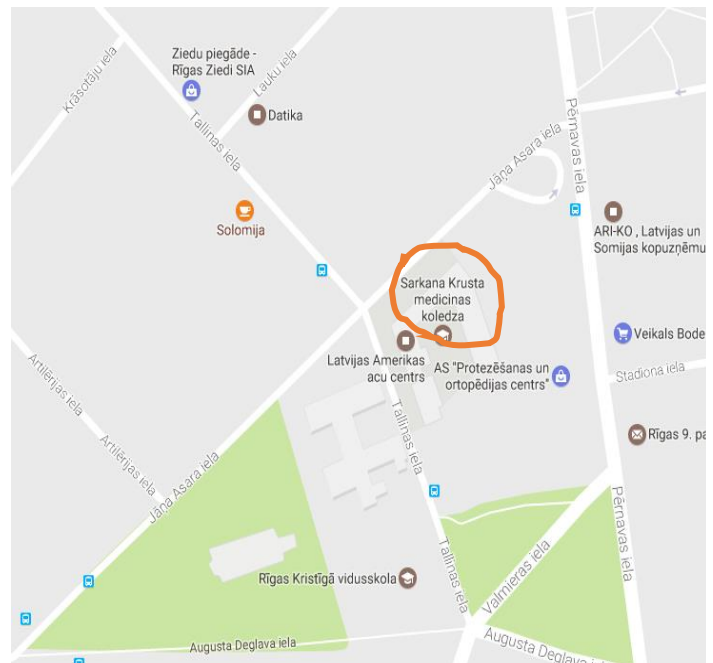 Ziedu piegāde -
Rīgas Ziedi SIA
Krāsotāju iela
Lauku iela
Datika
Tallinas iela
Pērnavas iela
Jāņa Asara iela
Solomija
ARI-KO , Latvijas un
Somijas kopuzņēmu
Sarkana Krusta
medicinas
koledza
Veikals Bode
Latvijas Amerikas
acu centrs
AS "Protezēšanas un
ortopēdijas centrs"
Stadiona iela
Artilērijas iela
Tallinas iela
Rīgas 9. pa
Artilērijas iela
Jāņa Asara iela
Pērnavas iela
Tallinas iela
Valmieras iela
Rīgas Kristīgā vidusskola
Augusta Deglava iela
Augusta Deglava iela